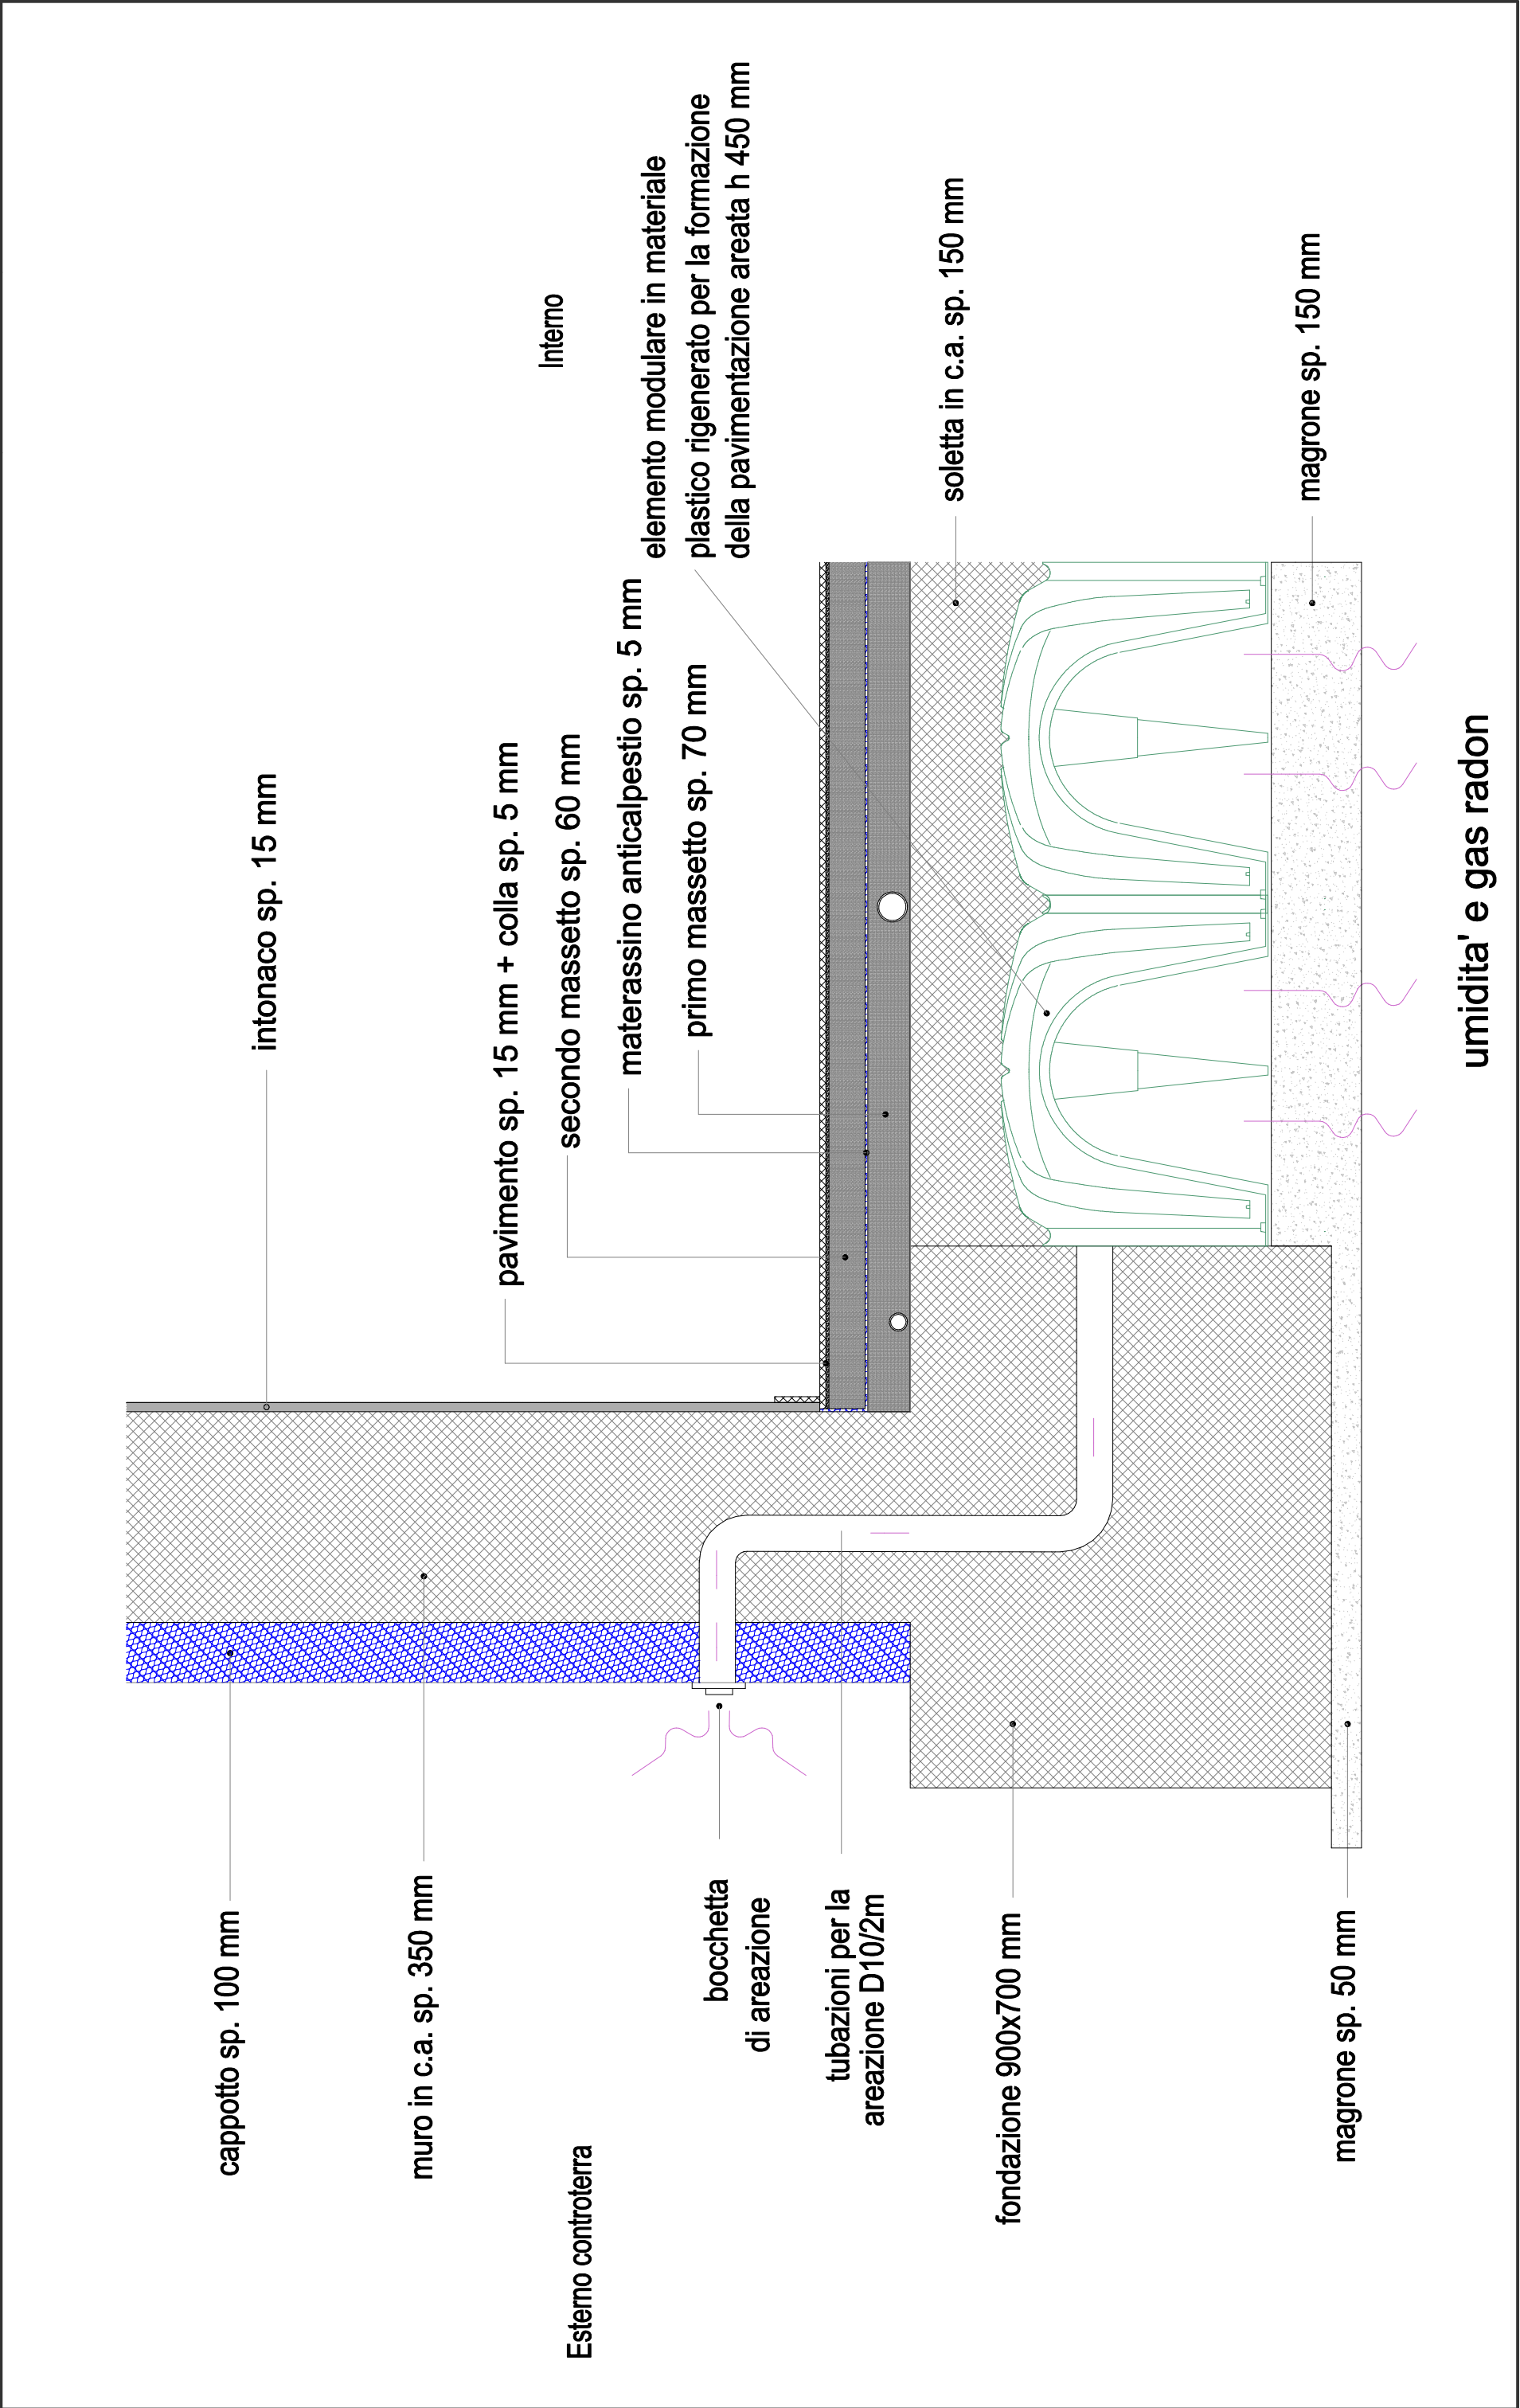 intonaco sp. 15 mm
pavimento sp. 15 mm + colla sp. 5 mm
secondo massetto sp. 60 mm
materassino anticalpestio sp. 5 mm
primo massetto sp. 70 mm
Interno
elemento modulare in materiale
plastico rigenerato per la formazione
della pavimentazione areata h 450 mm
soletta in c.a. sp. 150 mm
magrone sp. 150 mm
umidita' e gas radon
cappotto sp. 100 mm
muro in c.a. sp. 350 mm
Esterno controterra
bocchetta
di areazione
tubazioni per la
areazione D10/2m
fondazione 900x700 mm
magrone sp. 50 mm